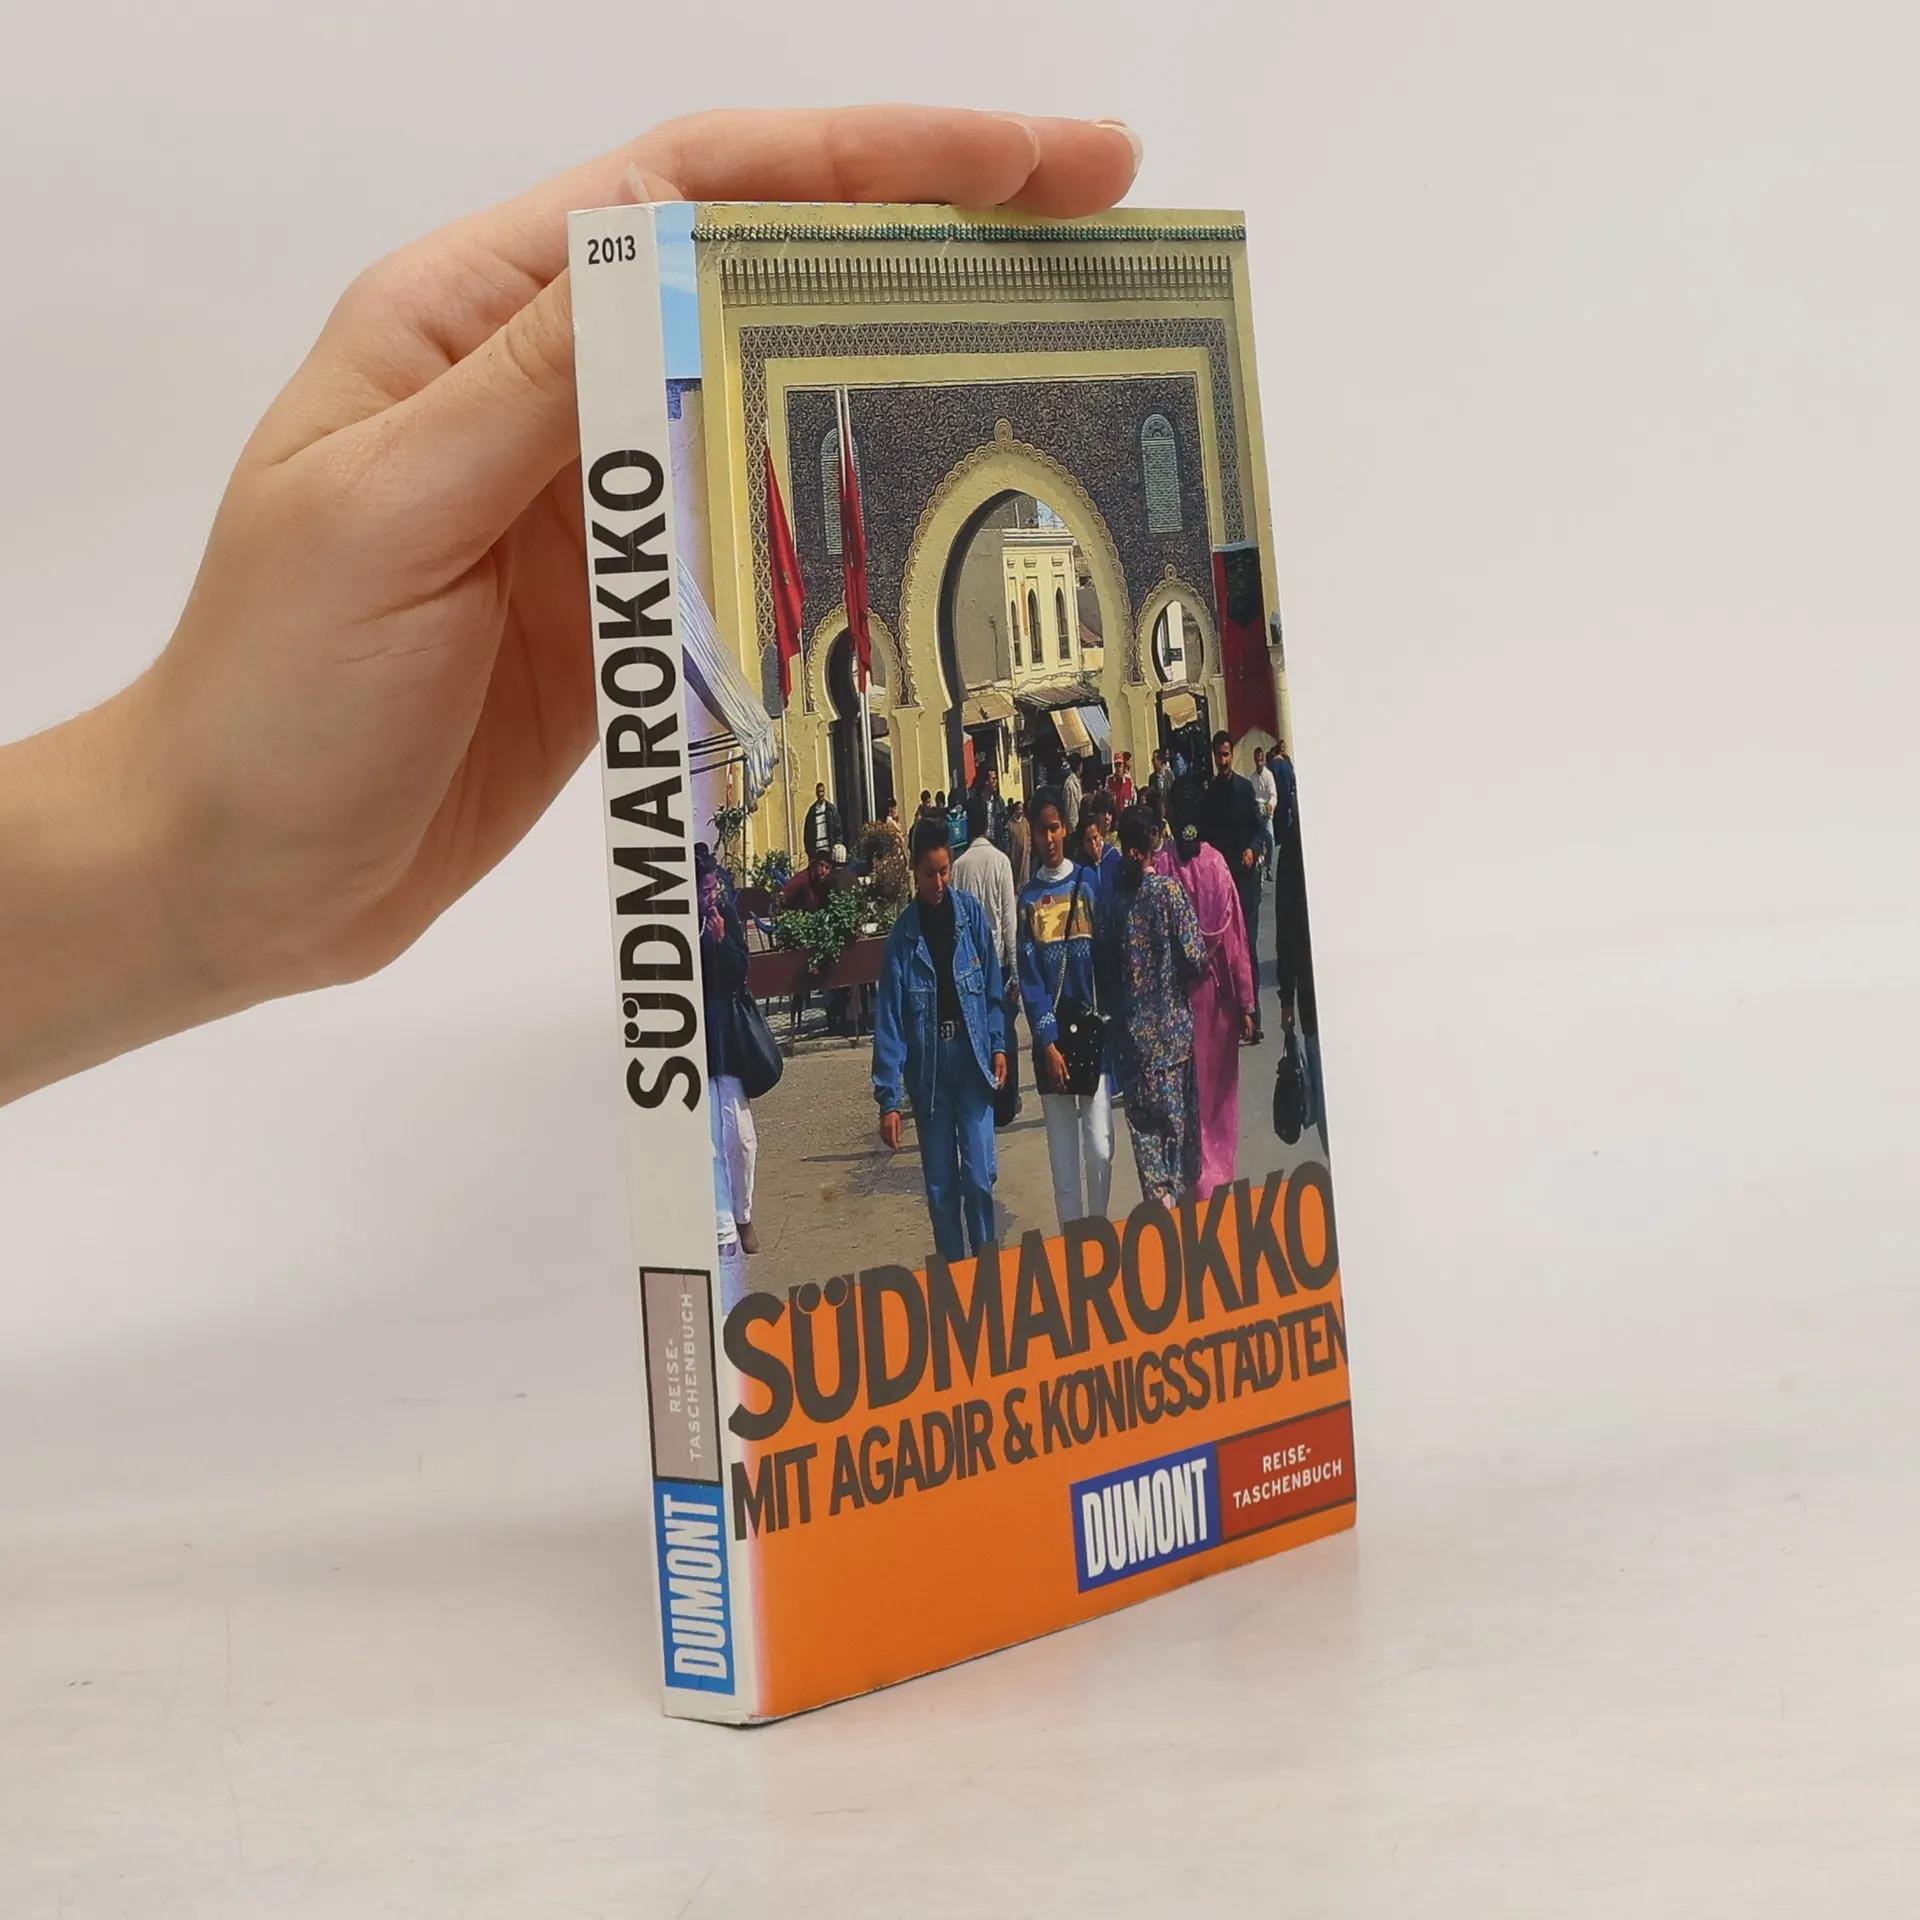 2013
SÜDMAROKKO
REISE-
TASCHENBUCH
DUMONT
SÜDMAROKKO
MIT AGADIR & KÖNIGSSTÄDTEN
DUMONT
REISE-
TASCHENBUCH